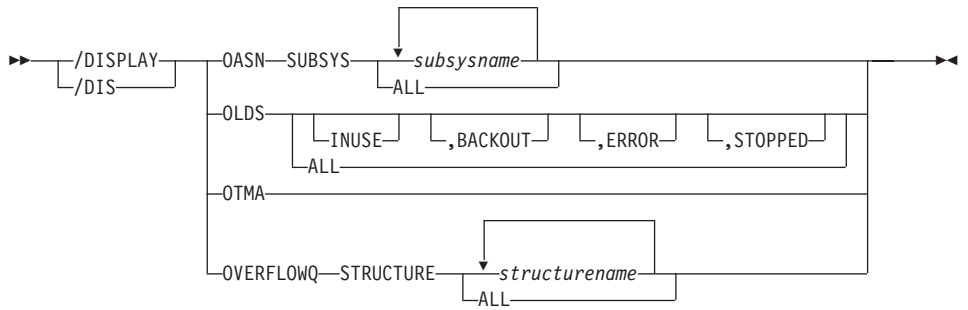 /DISPLAY OASN SUBSYS subsysname
/DIS ALL
OLDS
INUSE ,BACKOUT ,ERROR ,STOPPED
ALL
OTMA
OVERFLOWQ STRUCTURE structurename
ALL